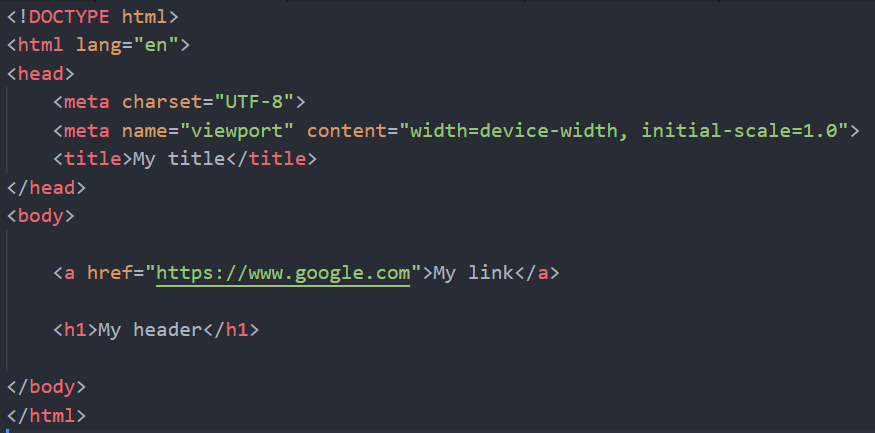 <!DOCTYPE html>
<html lang="en">
<head>
    <meta charset="UTF-8">
    <meta name="viewport" content="width=device-width, initial-scale=1.0">
    <title>My title</title>
</head>
<body>
    <a href="https://www.google.com">My link</a>
    <h1>My header</h1>
</body>
</html>